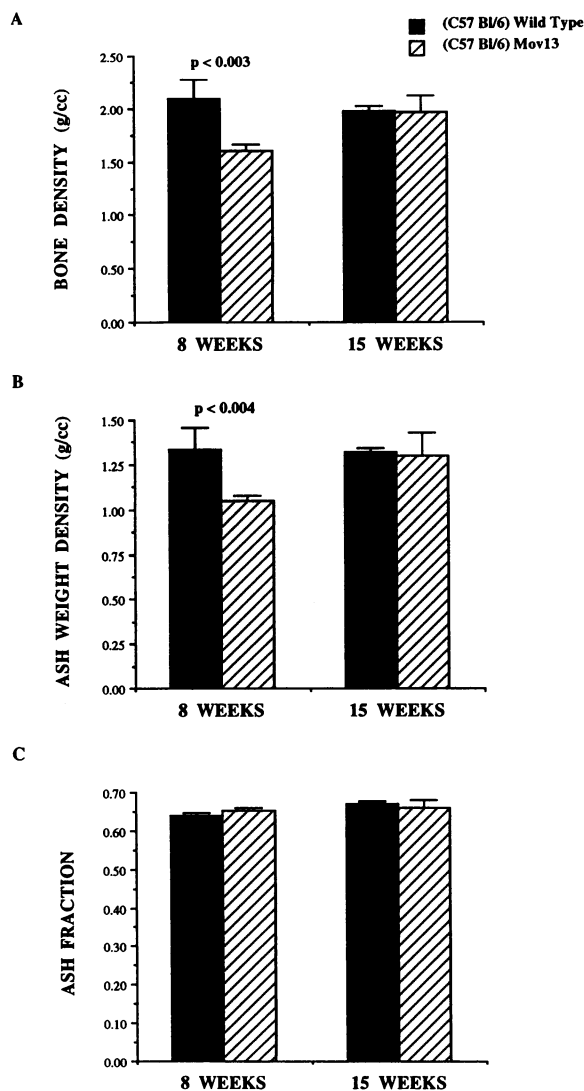 A
(C57 Bl/6) Wild Type
(C57 Bl/6) Mov13
p < 0.003
2.50
2.00
1.50
1.00
0.50
0.00
BONE DENSITY (g/cc)
8 WEEKS 15 WEEKS
B
p < 0.004
1.50
1.25
1.00
0.75
0.50
0.25
0.00
ASH WEIGHT DENSITY (g/cc)
8 WEEKS 15 WEEKS
C
0.70
0.60
0.50
0.40
0.30
0.20
0.10
0.00
ASH FRACTION
8 WEEKS 15 WEEKS